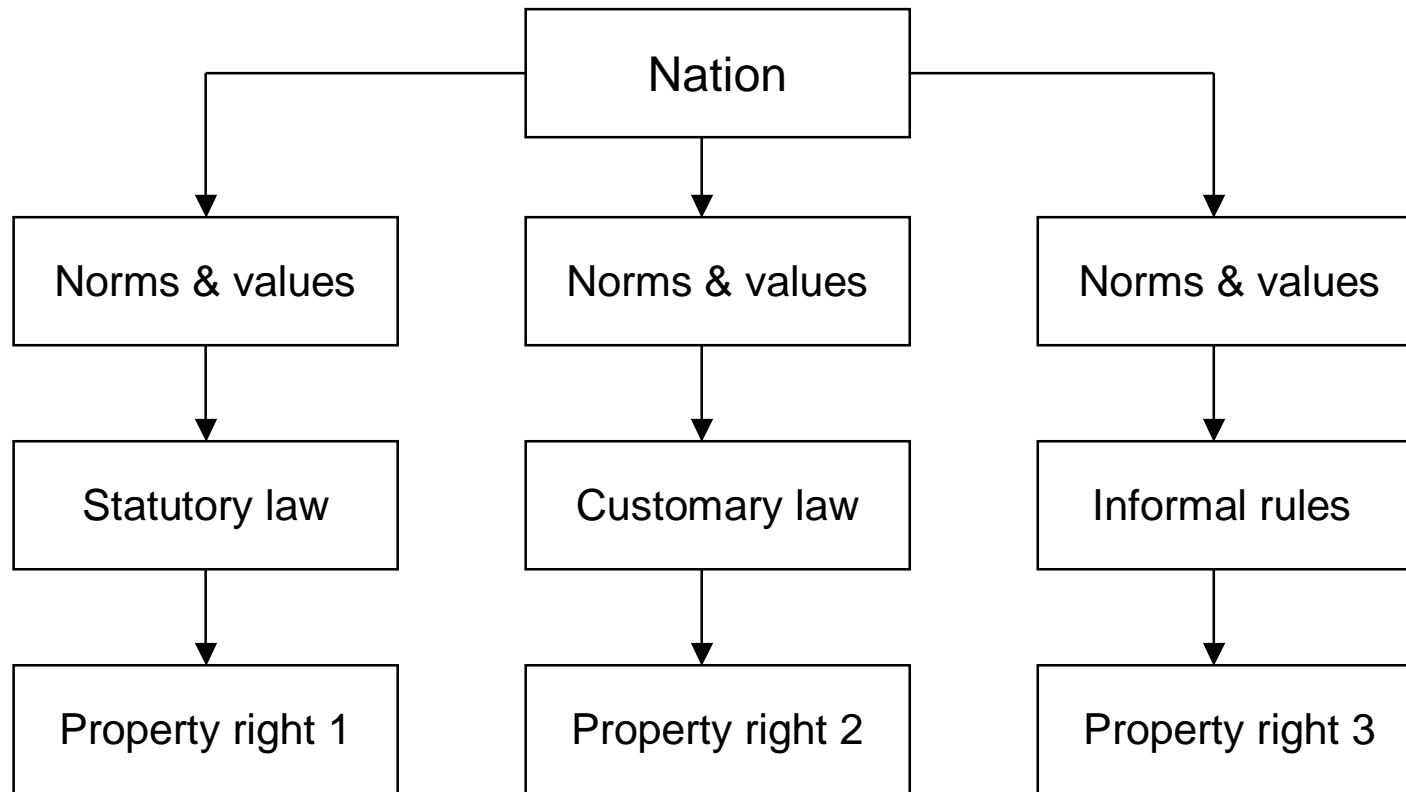 Nation
Norms & values
Norms & values
Norms & values
Statutory law
Customary law
Informal rules
Property right 1
Property right 2
Property right 3